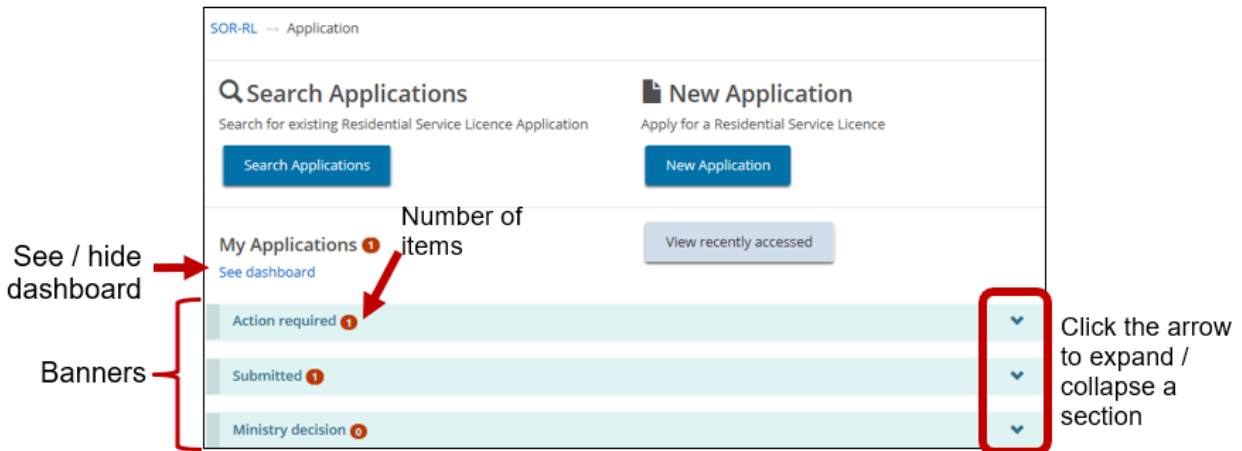 SOR-RL → Application
Search Applications
New Application
Search for existing Residential Service Licence Application
Apply for a Residential Service Licence
Search Applications
New Application
Number of
items
My Applications 1
View recently accessed
See / hide
dashboard
See dashboard
Action required 1
Click the arrow
to expand /
collapse a
section
Banners
Submitted 1
Ministry decision 0